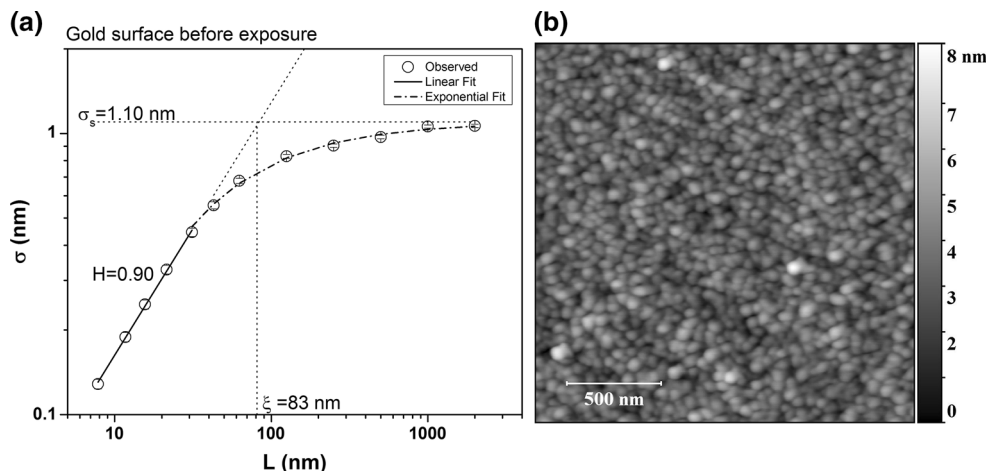 (a)
Gold surface before exposure
Observed
Linear Fit
Exponential Fit
σs=1.10 nm
1
σ (nm)
H=0.90
0.1
ξ =83 nm
10 100 1000
L (nm)
(b)
8 nm
7
6
5
4
3
2
1
0
500 nm